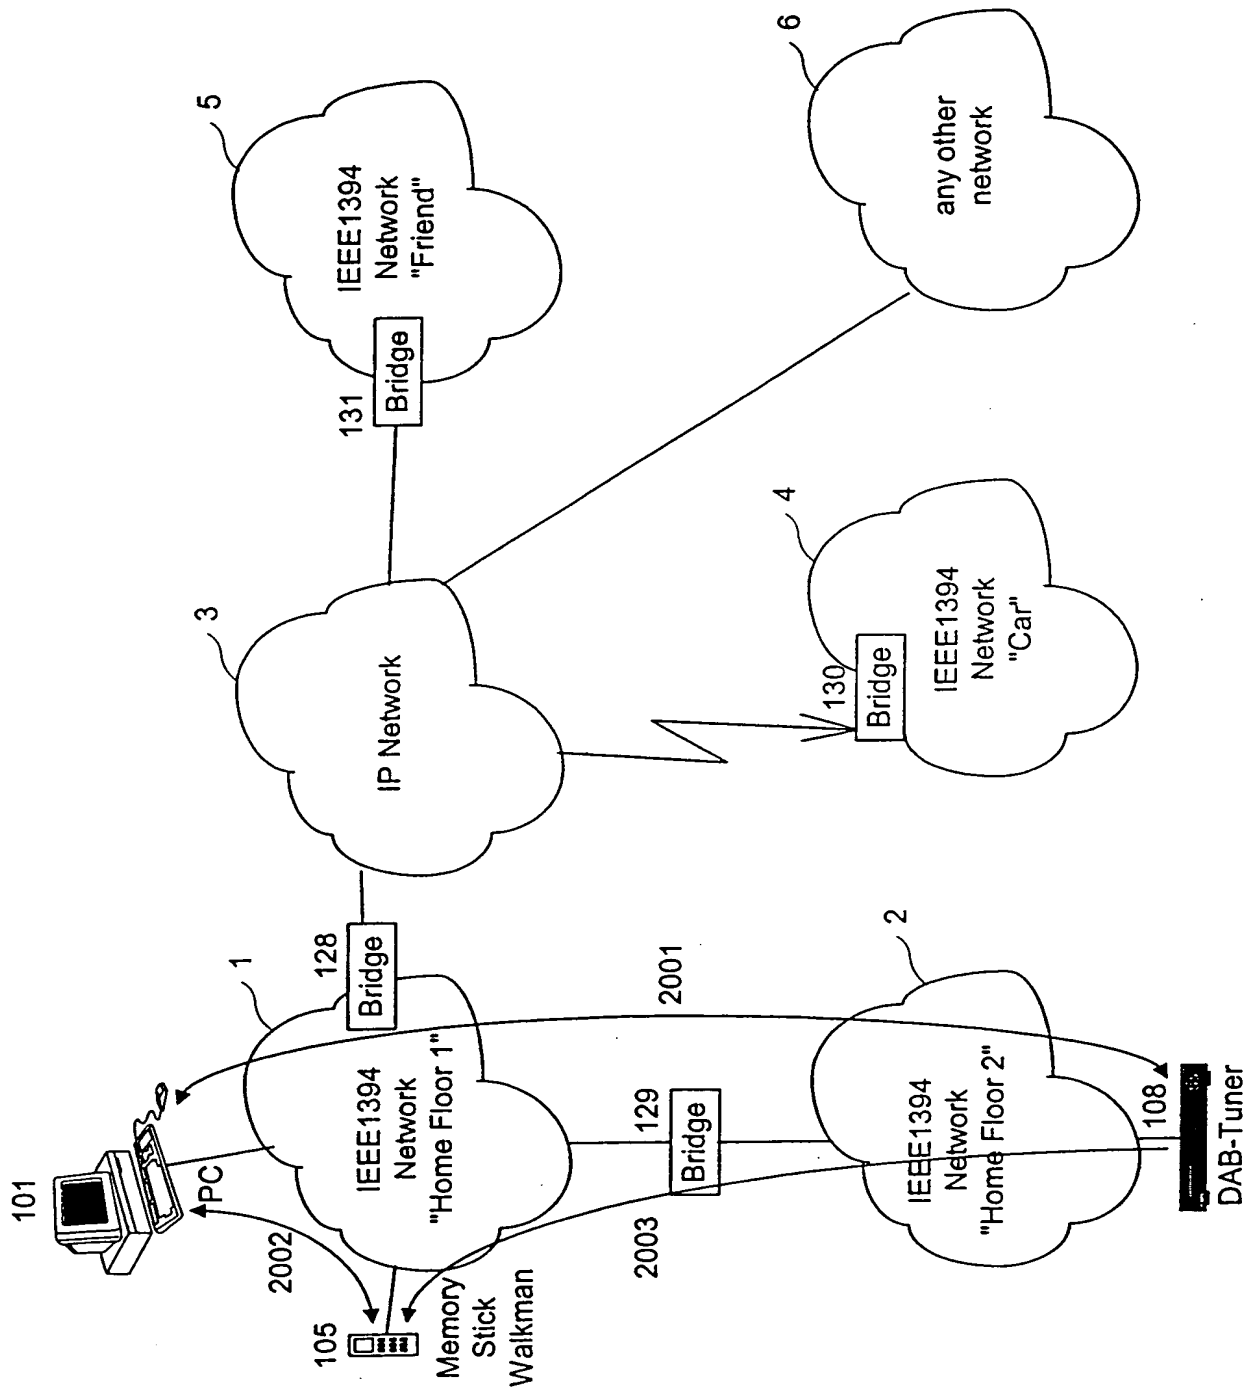 101
PC
2002
105
Memory
Stick
Walkman
1
IEEE1394
Network
"Home Floor 1"
128
Bridge
2001
129
Bridge
2003
2
IEEE1394
Network
"Home Floor 2"
108
DAB-Tuner
3
IP Network
5
IEEE1394
Network
"Friend"
131
Bridge
4
130
Bridge
IEEE1394
Network
"Car"
6
any other
network